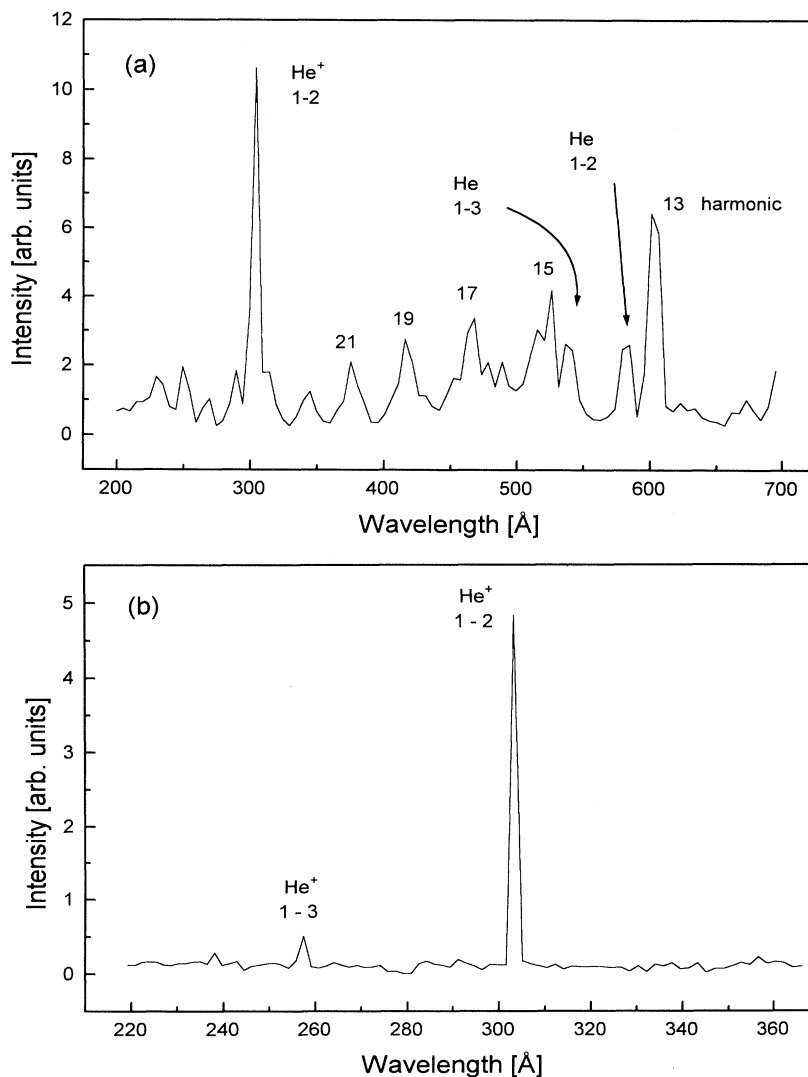 (a)
12
10
8
6
4
2
0
Intensity [arb. units]
He⁺
1-2
21
19
17
15
He
1-3
He
1-2
13 harmonic
200 300 400 500 600 700
Wavelength [Å]
(b)
5
4
3
2
1
0
Intensity [arb. units]
He⁺
1 - 3
He⁺
1 - 2
220 240 260 280 300 320 340 360
Wavelength [Å]